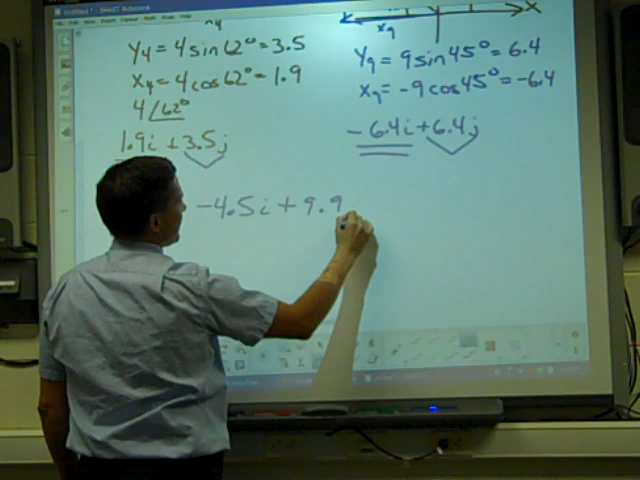 y4
y4 = 4 sin 62° = 3.5
x4 = 4 cos 62° = 1.9
4∠62°
1.9i + 3.5j
x
x9
y9 = 9 sin 45° = 6.4
x9 = -9 cos 45° = -6.4
-6.4i + 6.4j
-4.5i + 9.9